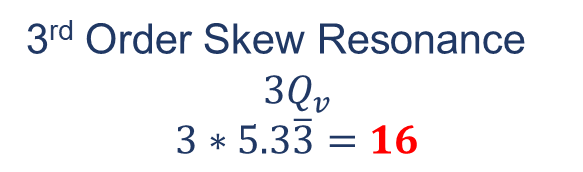 3rd Order Skew Resonance
3Qᵥ
3 ∗ 5.33̅ = 16